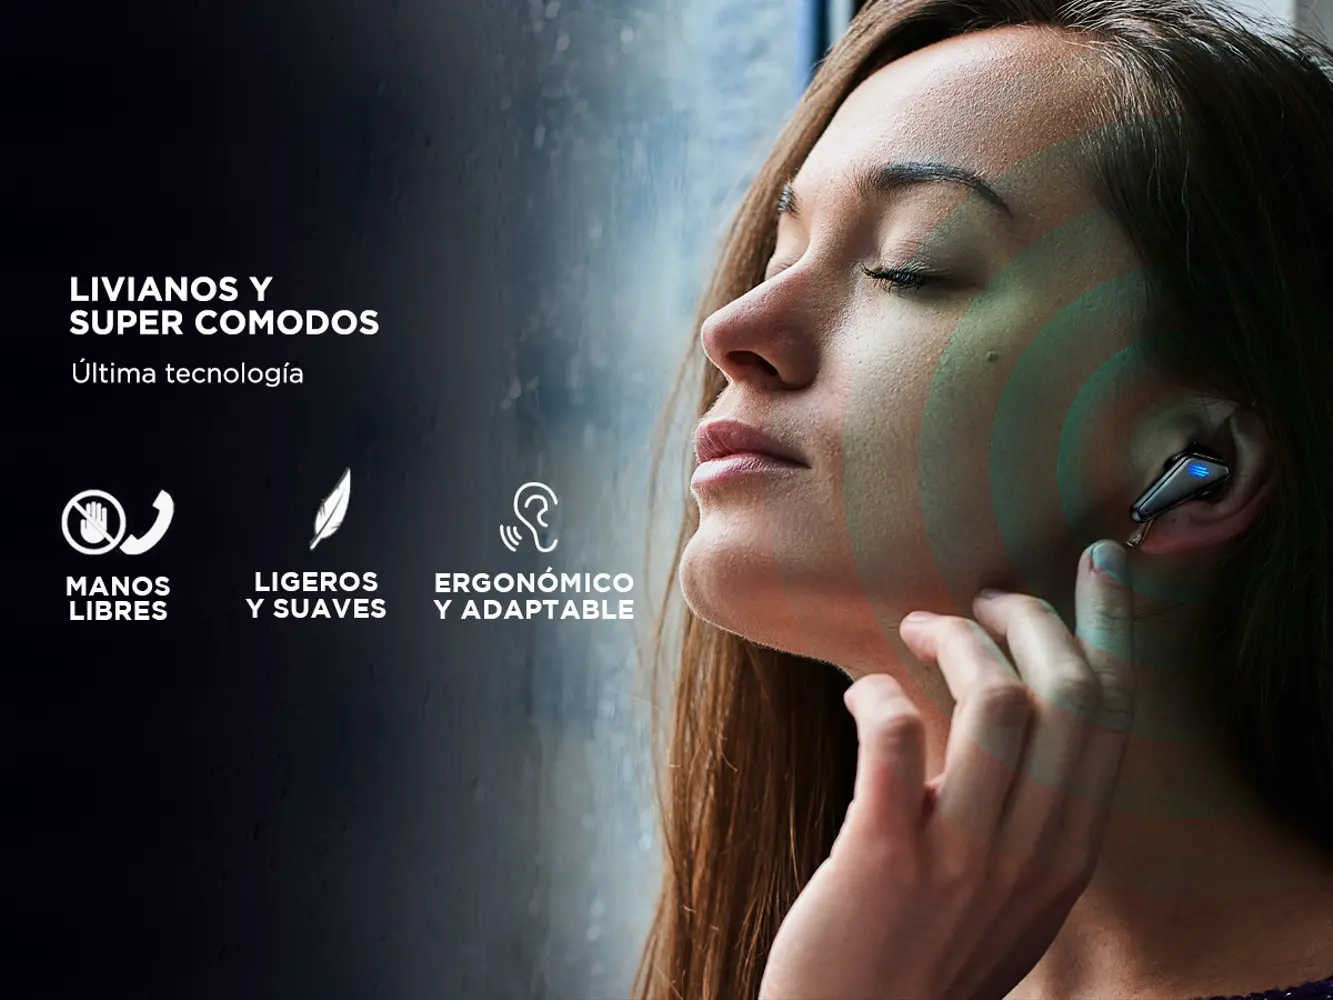 LIVIANOS Y
SUPER COMODOS
Última tecnología
MANOS
LIBRES
LIGEROS
Y SUAVES
ERGONÓMICO
Y ADAPTABLE